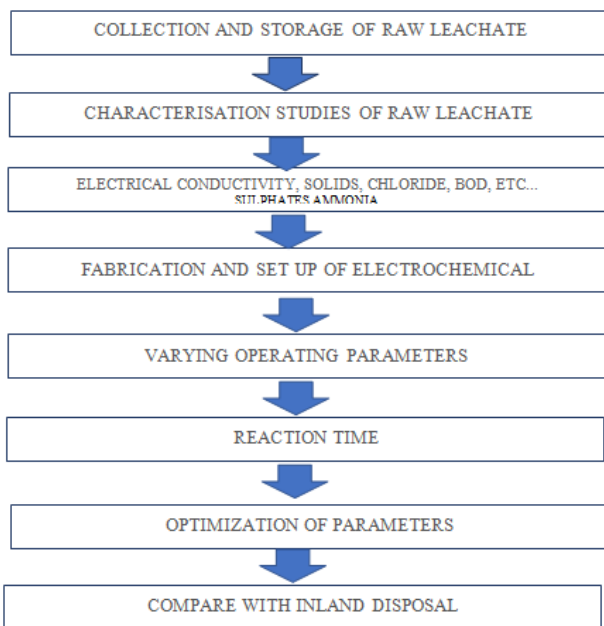 COLLECTION AND STORAGE OF RAW LEACHATE
CHARACTERISATION STUDIES OF RAW LEACHATE
ELECTRICAL CONDUCTIVITY, SOLIDS, CHLORIDE, BOD, ETC...
SULPHATES AMMONIA
FABRICATION AND SET UP OF ELECTROCHEMICAL
VARYING OPERATING PARAMETERS
REACTION TIME
OPTIMIZATION OF PARAMETERS
COMPARE WITH INLAND DISPOSAL